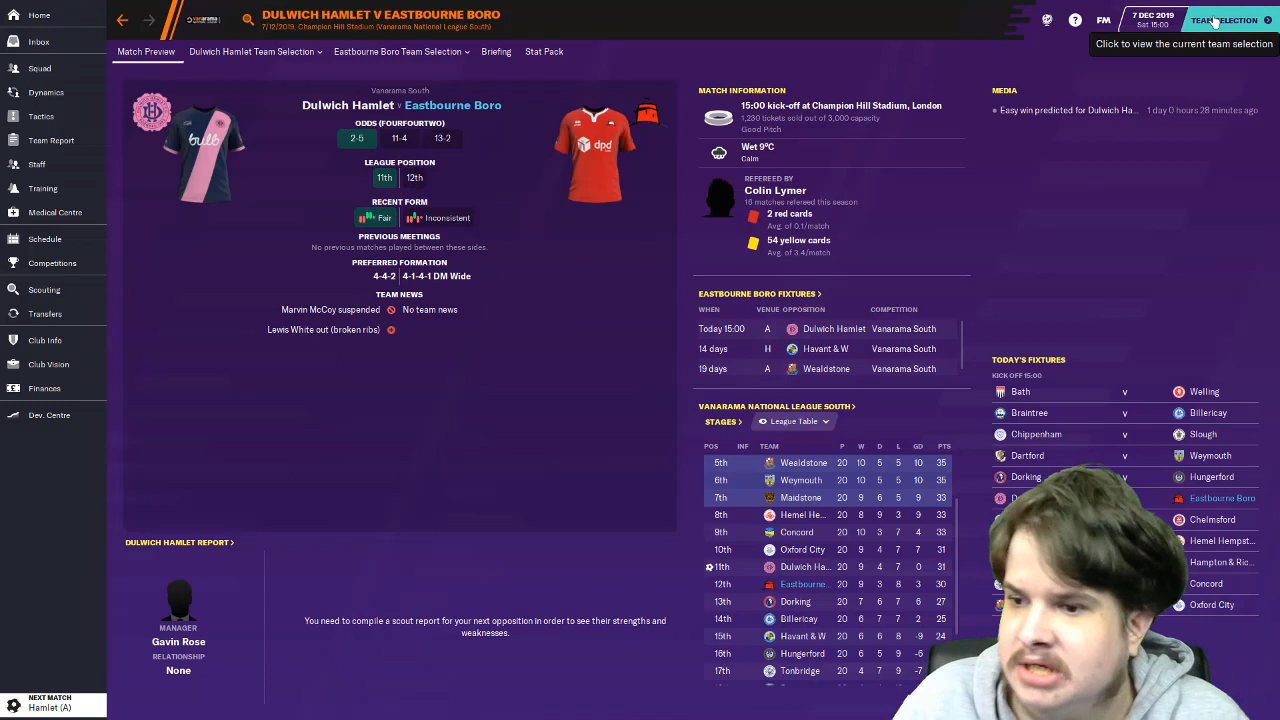 Home
Inbox
Squad
Dynamics
Tactics
Team Report
Staff
Training
Medical Centre
Schedule
Competitions
Scouting
Transfers
Club Info
Club Vision
Finances
Dev. Centre
NEXT MATCH
Hamlet (A)
vanarama
DULWICH HAMLET V EASTBOURNE BORO
7/12/2019, Champion Hill Stadium (Vanarama National League South)
?
FM
7 DEC 2019
Sat 15:00
TEAM SELECTION
Click to view the current team selection
Match Preview
Dulwich Hamlet Team Selection
Eastbourne Boro Team Selection
Briefing
Stat Pack
Vanarama South
Dulwich Hamlet v Eastbourne Boro
bulb
dpd
ODDS (FOURFOURTWO)
2-5 11-4 13-2
LEAGUE POSITION
11th 12th
RECENT FORM
Fair Inconsistent
PREVIOUS MEETINGS
No previous matches played between these sides.
PREFERRED FORMATION
4-4-2 4-1-4-1 DM Wide
TEAM NEWS
Marvin McCoy suspended No team news
Lewis White out (broken ribs)
DULWICH HAMLET REPORT
MANAGER
Gavin Rose
RELATIONSHIP
None
You need to compile a scout report for your next opposition in order to see their strengths and
weaknesses.
MATCH INFORMATION
15:00 kick-off at Champion Hill Stadium, London
1,230 tickets sold out of 3,000 capacity
Good Pitch
Wet 9°C
Calm
REFEREED BY
Colin Lymer
16 matches refereed this season
2 red cards
Avg. of 0.1/match
54 yellow cards
Avg. of 3.4/match
EASTBOURNE BORO FIXTURES
WHEN VENUE OPPOSITION COMPETITION
Today 15:00 A Dulwich Hamlet Vanarama South
14 days H Havant & W Vanarama South
19 days A Wealdstone Vanarama South
VANARAMA NATIONAL LEAGUE SOUTH
STAGES League Table
POS INF TEAM P W D L GD PTS
5th Wealdstone 20 10 5 5 10 35
6th Weymouth 20 10 5 5 10 35
7th Maidstone 20 9 6 5 9 33
8th Hemel He... 20 8 9 3 9 33
9th Concord 20 10 3 7 4 33
10th Oxford City 20 9 4 7 7 31
11th Dulwich Ha... 20 9 4 7 0 31
12th Eastbourne... 20 9 3 8 3 30
13th Dorking 20 7 6 7 6 27
14th Billericay 20 6 7 7 2 25
15th Havant & W 20 6 6 8 -9 24
16th Hungerford 20 6 5 9 -6
17th Tonbridge 20 4 7 9 -7
MEDIA
Easy win predicted for Dulwich Ha... 1 day 0 hours 28 minutes ago
TODAY'S FIXTURES
KICK OFF 15:00
Bath v Welling
Braintree v Billericay
Chippenham v Slough
Dartford v Weymouth
Dorking v Hungerford
Eastbourne Boro
Chelmsford
Hemel Hempst...
Hampton & Ric...
Concord
Oxford City